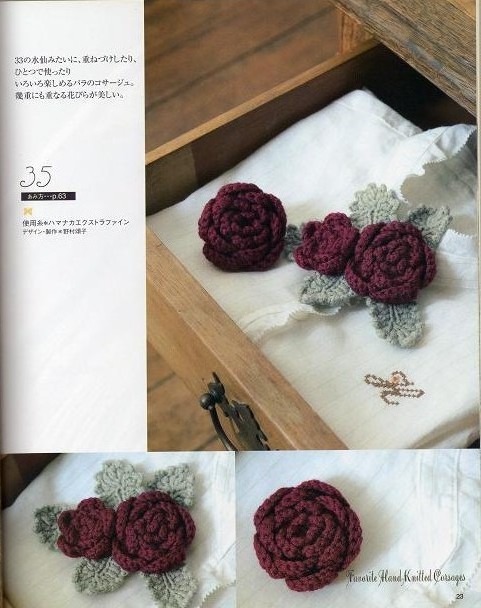 33の水仙みたいに、重ねづけしたり、
ひとつで使ったり
いろいろ楽しめるバラのコサージュ。
幾重にも重なる花びらが美しい。
35
あみ方…p.63
使用糸＊ハマナカエクストラファイン
デザイン・製作＊野村頌子
Favorite Hand Knitted Corsages
23